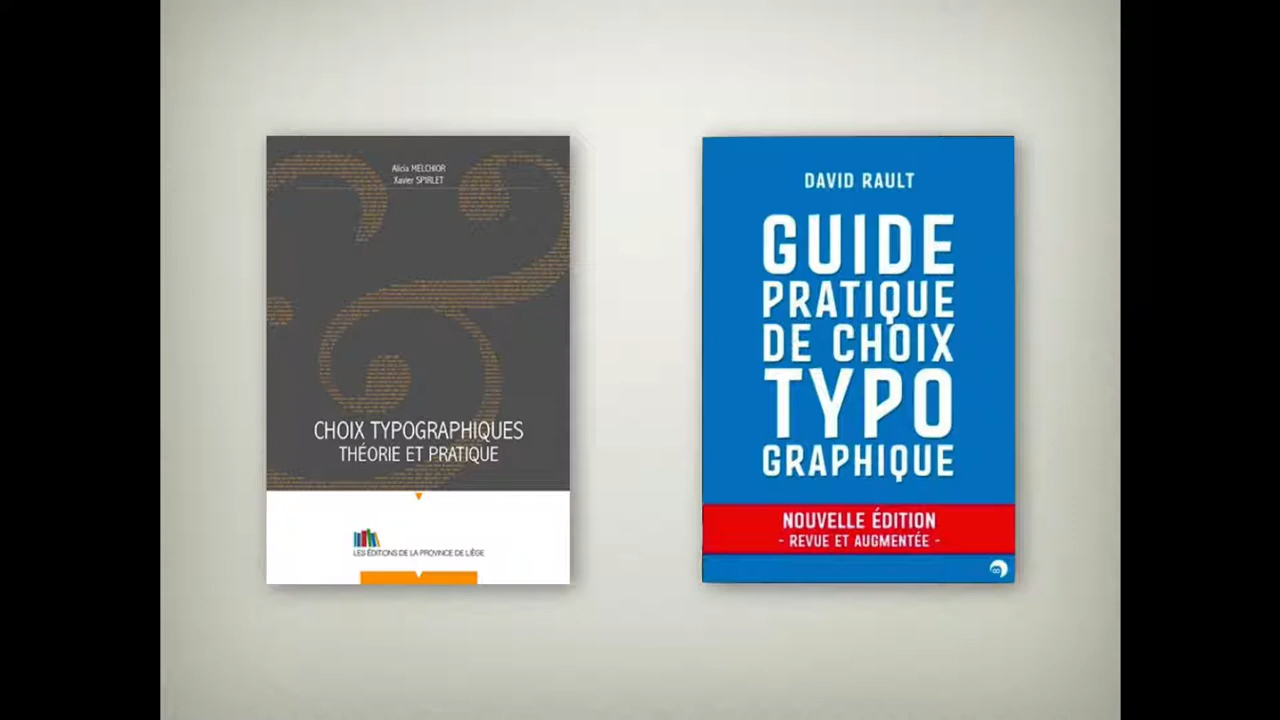 Alicia MELCHIOR
Xavier SPIRLET
CHOIX TYPOGRAPHIQUES
THÉORIE ET PRATIQUE
LES ÉDITIONS DE LA PROVINCE DE LIÈGE
DAVID RAULT
GUIDE
PRATIQUE
DE CHOIX
TYPO
GRAPHIQUE
NOUVELLE ÉDITION
- REVUE ET AUGMENTÉE -